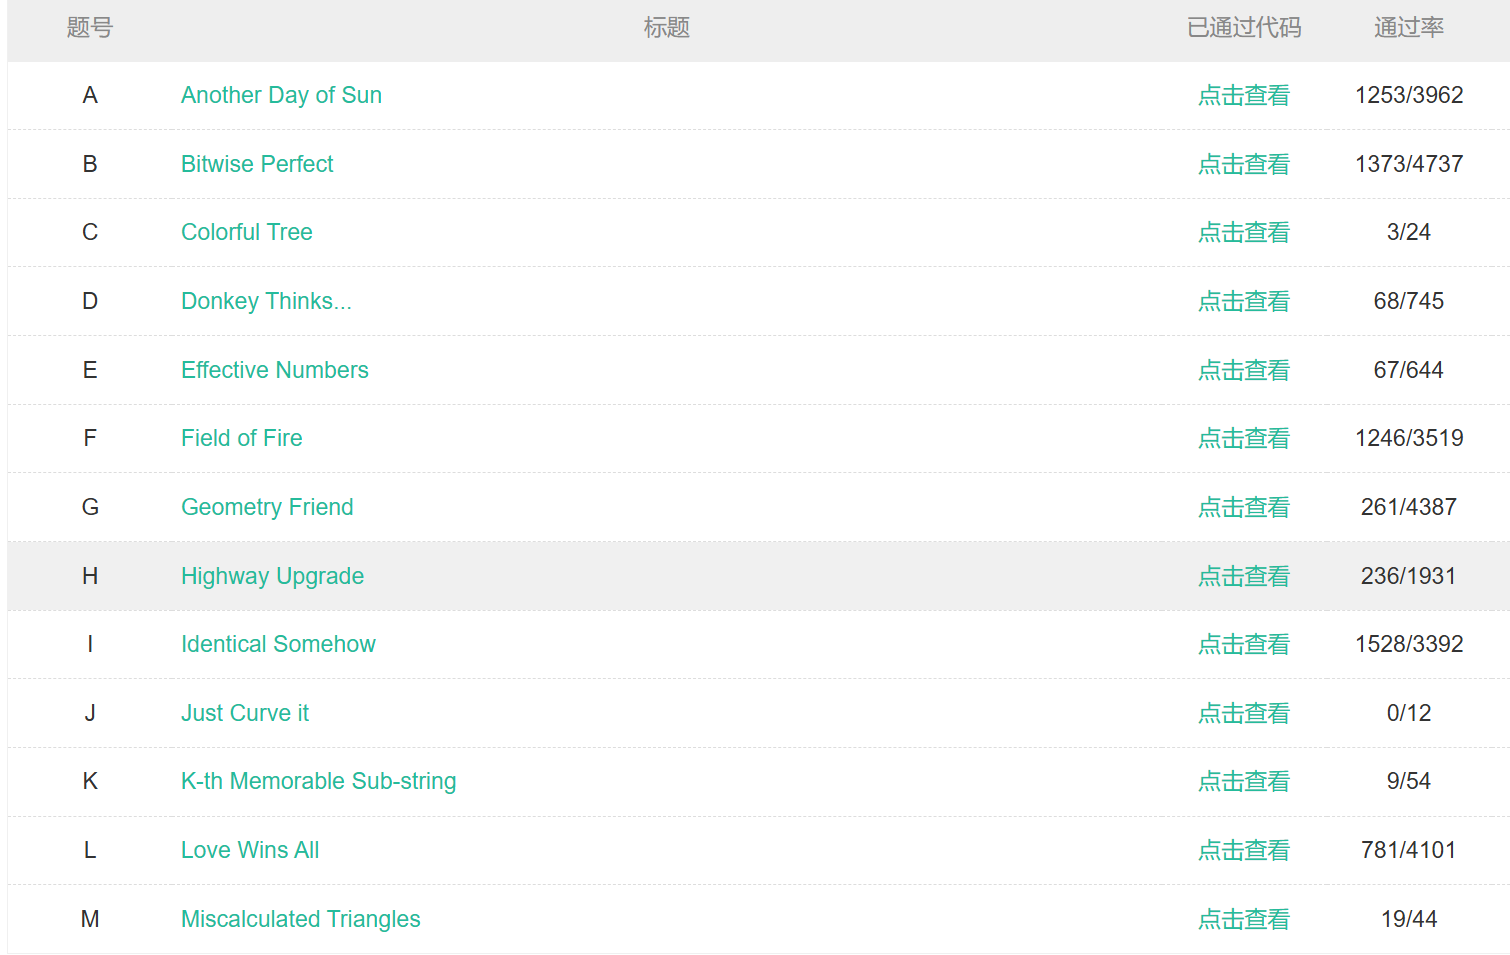 题号 标题 已通过代码 通过率
A Another Day of Sun 点击查看 1253/3962
B Bitwise Perfect 点击查看 1373/4737
C Colorful Tree 点击查看 3/24
D Donkey Thinks... 点击查看 68/745
E Effective Numbers 点击查看 67/644
F Field of Fire 点击查看 1246/3519
G Geometry Friend 点击查看 261/4387
H Highway Upgrade 点击查看 236/1931
I Identical Somehow 点击查看 1528/3392
J Just Curve it 点击查看 0/12
K K-th Memorable Sub-string 点击查看 9/54
L Love Wins All 点击查看 781/4101
M Miscalculated Triangles 点击查看 19/44